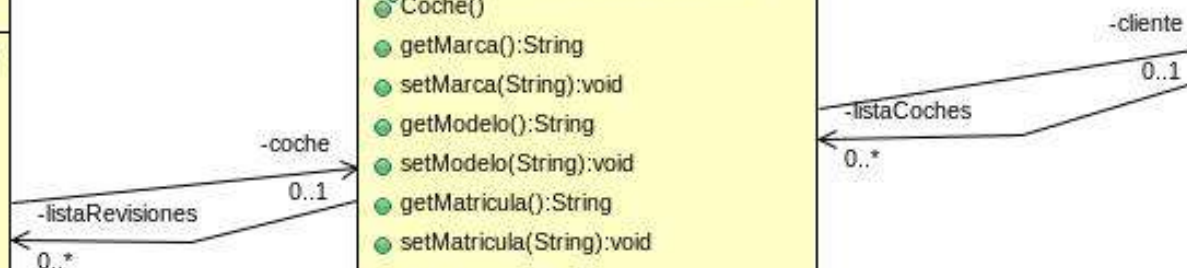 Coche()
getMarca():String
setMarca(String):void
getModelo():String
setModelo(String):void
getMatricula():String
setMatricula(String):void
-coche
0..1
-listaRevisiones
0..*
-cliente
0..1
-listaCoches
0..*